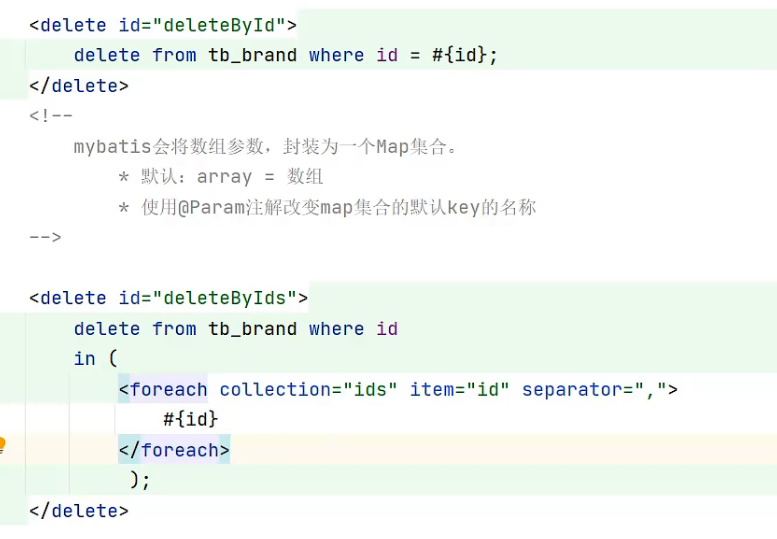 <delete id="deleteById">
delete from tb_brand where id = #{id};
</delete>
<!--
mybatis会将数组参数，封装为一个Map集合。
* 默认：array = 数组
* 使用@Param注解改变map集合的默认key的名称
-->
<delete id="deleteByIds">
delete from tb_brand where id
in (
<foreach collection="ids" item="id" separator=",">
#{id}
</foreach>
);
</delete>